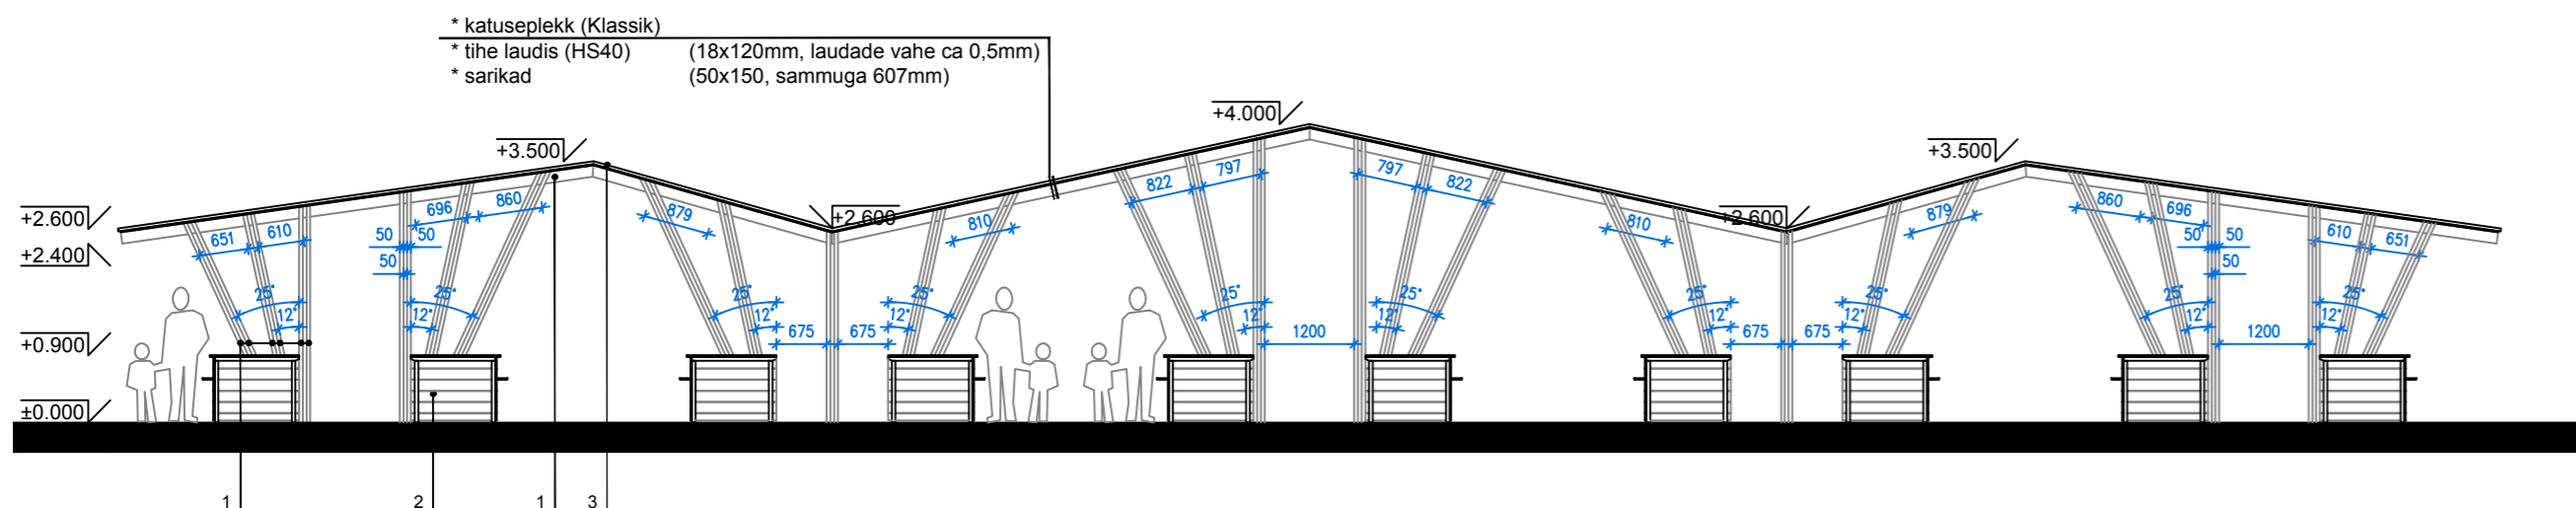 * katuseplekk (Klassik)
* tihe laudis (HS40) (18x120mm, laudade vahe ca 0,5mm)
* sarikad (50x150, sammuga 607mm)
+4.000
+3.500
+3.500
+2.600
+2.600
+2.600
+2.400
+0.900
±0.000
651 610 696 860 879 810 822 797 797 822 810 879 860 696 610 651
50 50 50 50
50 50
25° 25° 25° 25° 25° 25° 25° 25° 25° 25°
12° 12° 12° 12° 12° 12° 12° 12° 12° 12°
675 675 1200 675 675 1200
1 2 1 3